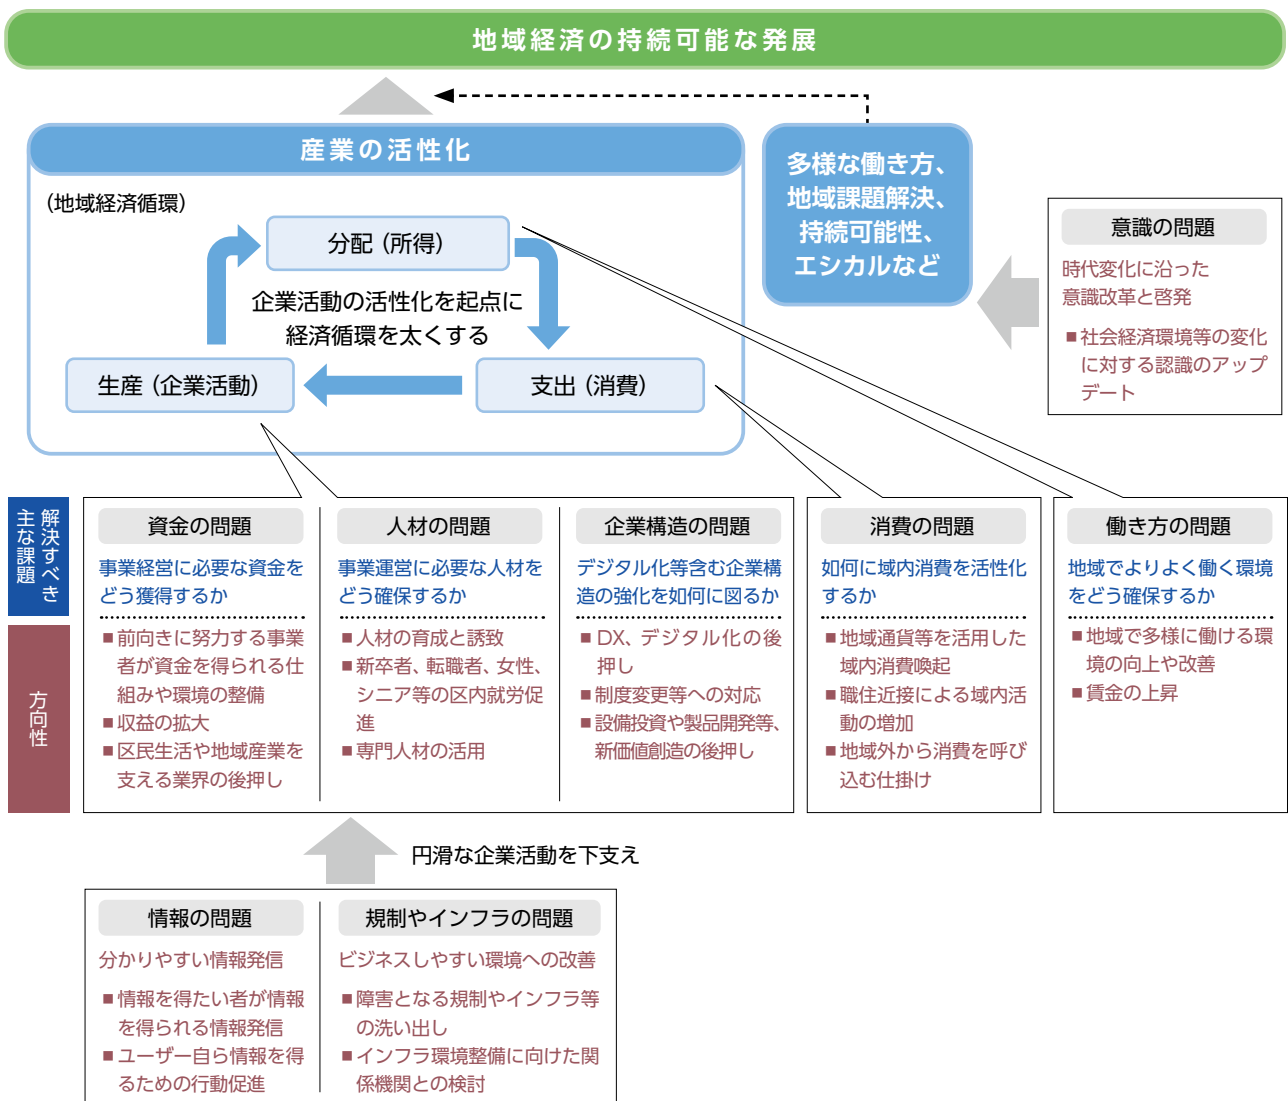 地域経済の持続可能な発展
産業の活性化
(地域経済循環)
分配（所得）
企業活動の活性化を起点に
経済循環を太くする
生産（企業活動）
支出（消費）
多様な働き方、
地域課題解決、
持続可能性、
エシカルなど
意識の問題
時代変化に沿った
意識改革と啓発
■社会経済環境等の変化
に対する認識のアップ
デート
解決すべき
主な課題
方向性
資金の問題
事業経営に必要な資金を
どう獲得するか
■前向きに努力する事業
者が資金を得られる仕
組みや環境の整備
■収益の拡大
■区民生活や地域産業を
支える業界の後押し
人材の問題
事業運営に必要な人材を
どう確保するか
■人材の育成と誘致
■新卒者、転職者、女性、
シニア等の区内就労促
進
■専門人材の活用
企業構造の問題
デジタル化等含む企業構
造の強化を如何に図るか
■DX、デジタル化の後
押し
■制度変更等への対応
■設備投資や製品開発等、
新価値創造の後押し
消費の問題
如何に域内消費を活性化
するか
■地域通貨等を活用した
域内消費喚起
■職住近接による域内活
動の増加
■地域外から消費を呼び
込む仕掛け
働き方の問題
地域でよりよく働く環境
をどう確保するか
■地域で多様に働ける環
境の向上や改善
■賃金の上昇
円滑な企業活動を下支え
情報の問題
分かりやすい情報発信
■情報を得たい者が情報
を得られる情報発信
■ユーザー自ら情報を得
るための行動促進
規制やインフラの問題
ビジネスしやすい環境への改善
■障害となる規制やインフラ等
の洗い出し
■インフラ環境整備に向けた関
係機関との検討